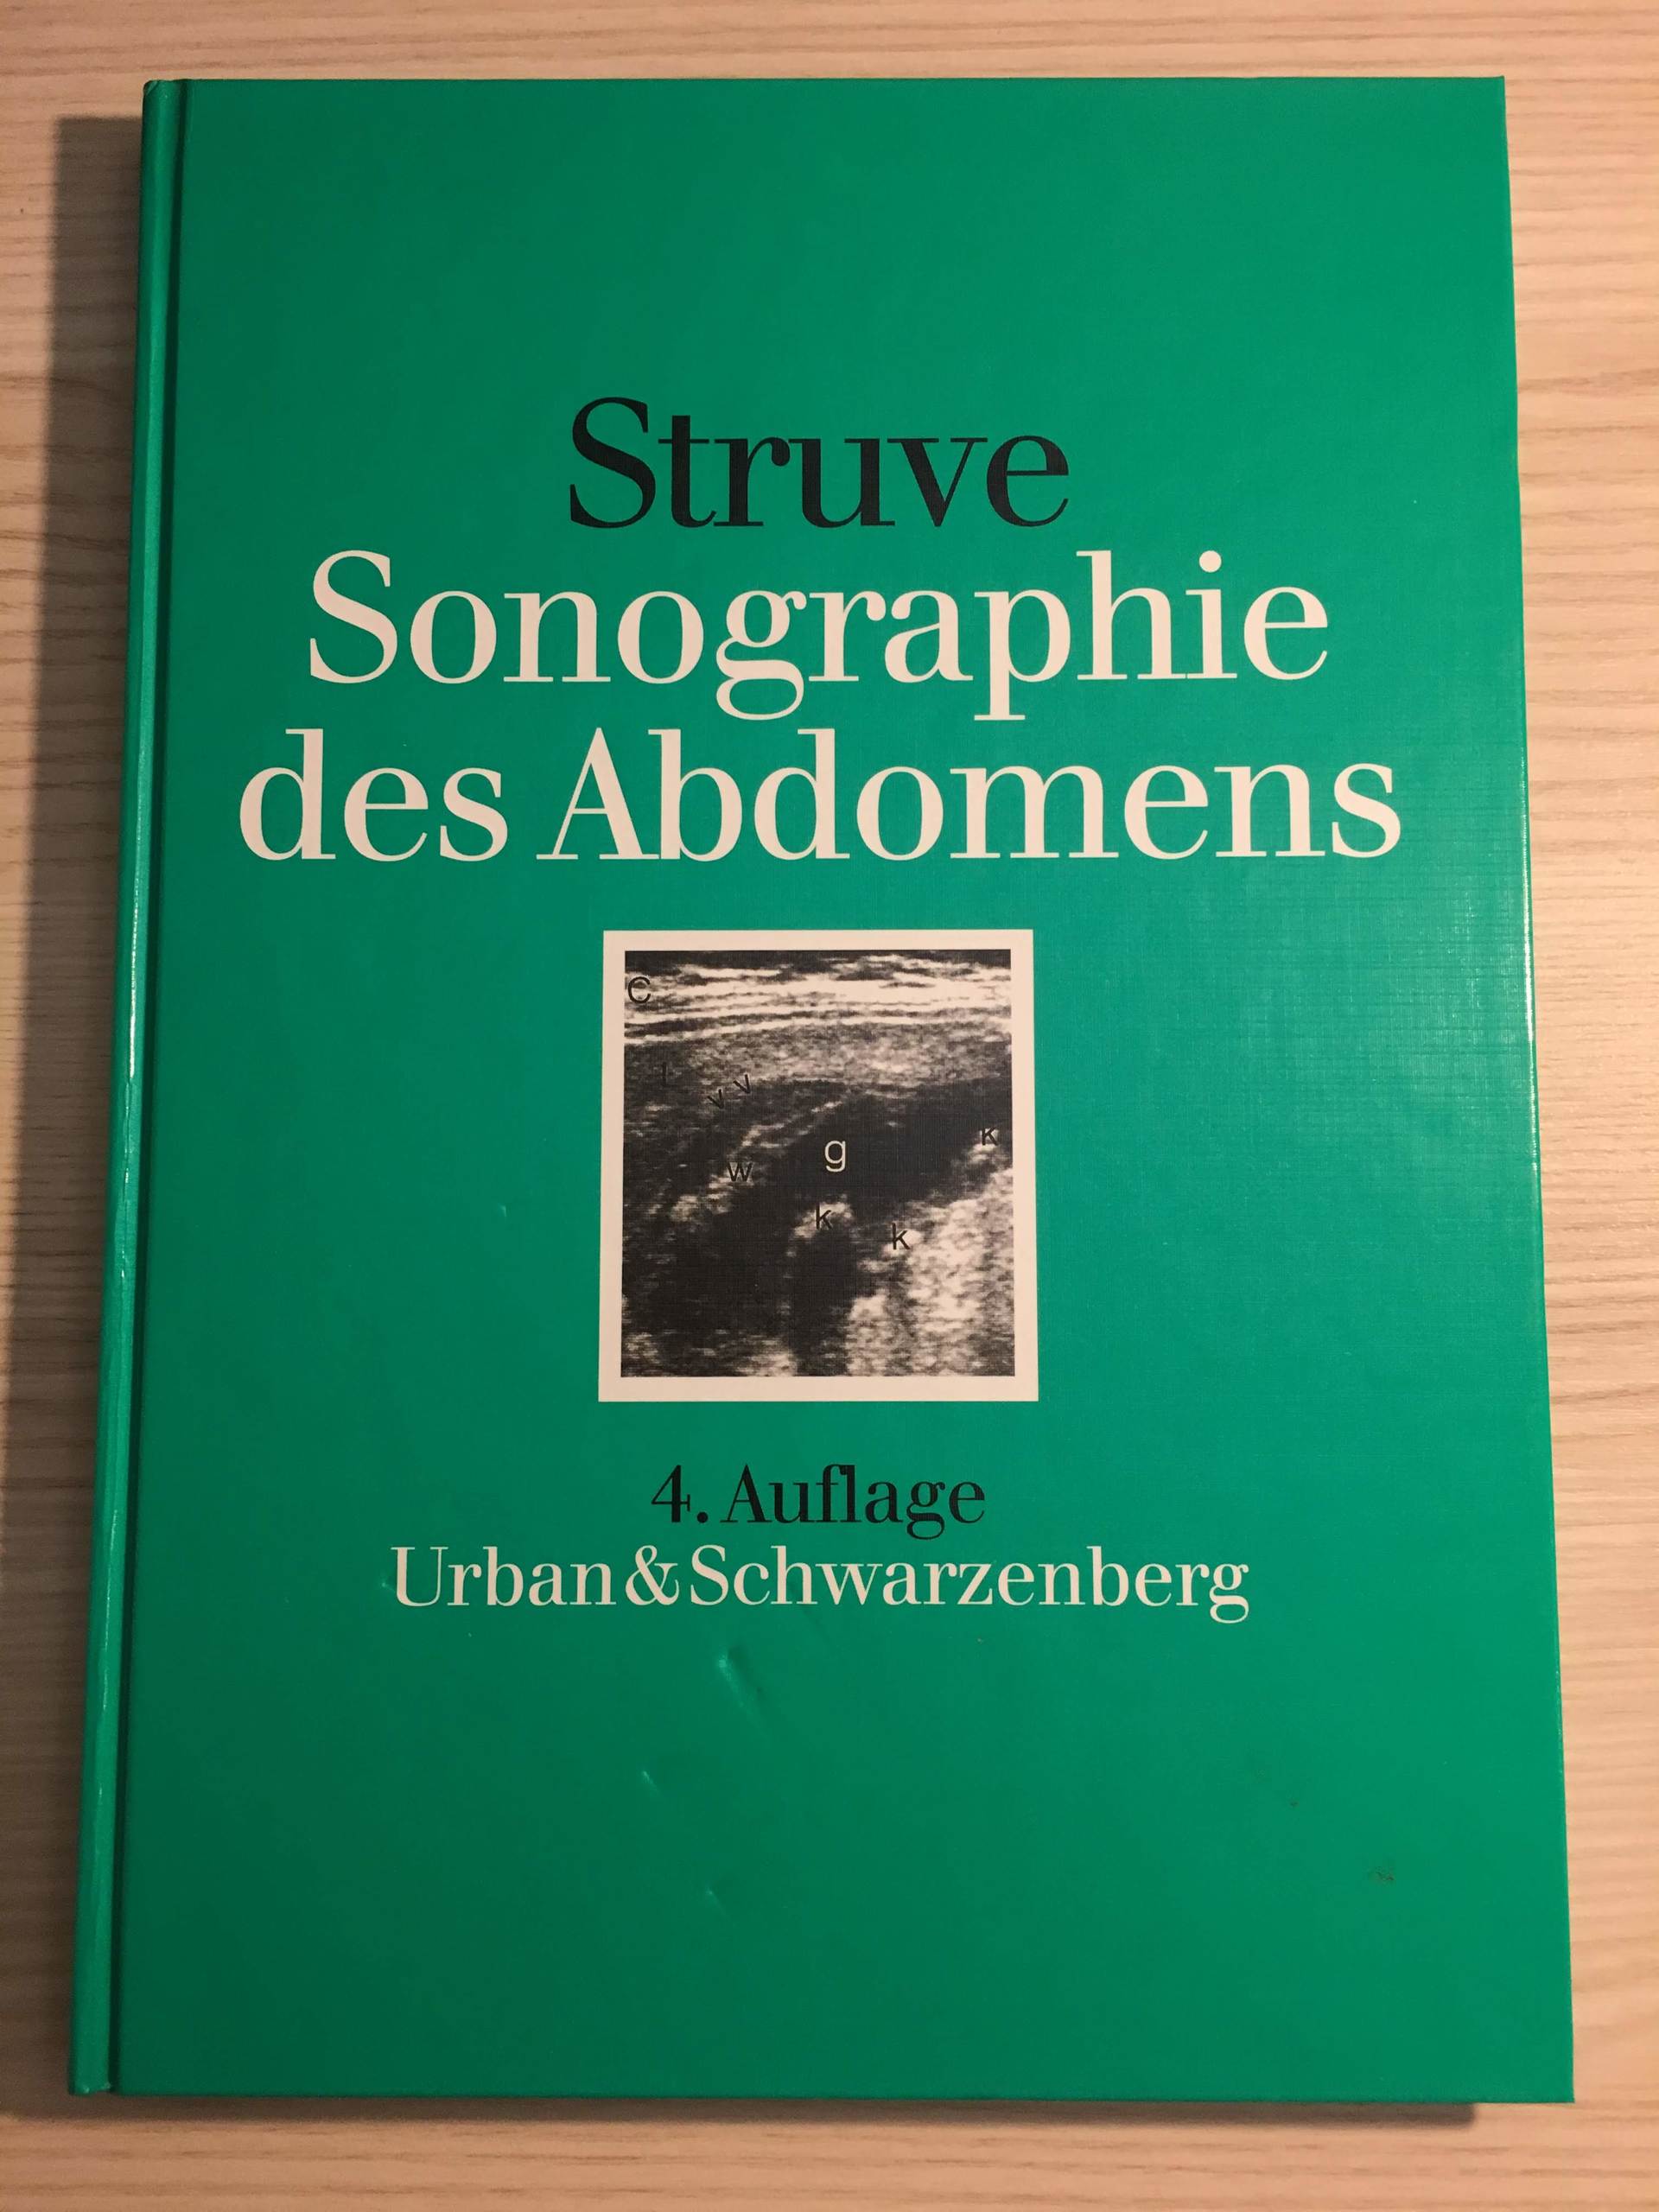 Struve
Sonographie
des Abdomens
C
l
v v
k
g
w
k
k
4. Auflage
Urban & Schwarzenberg